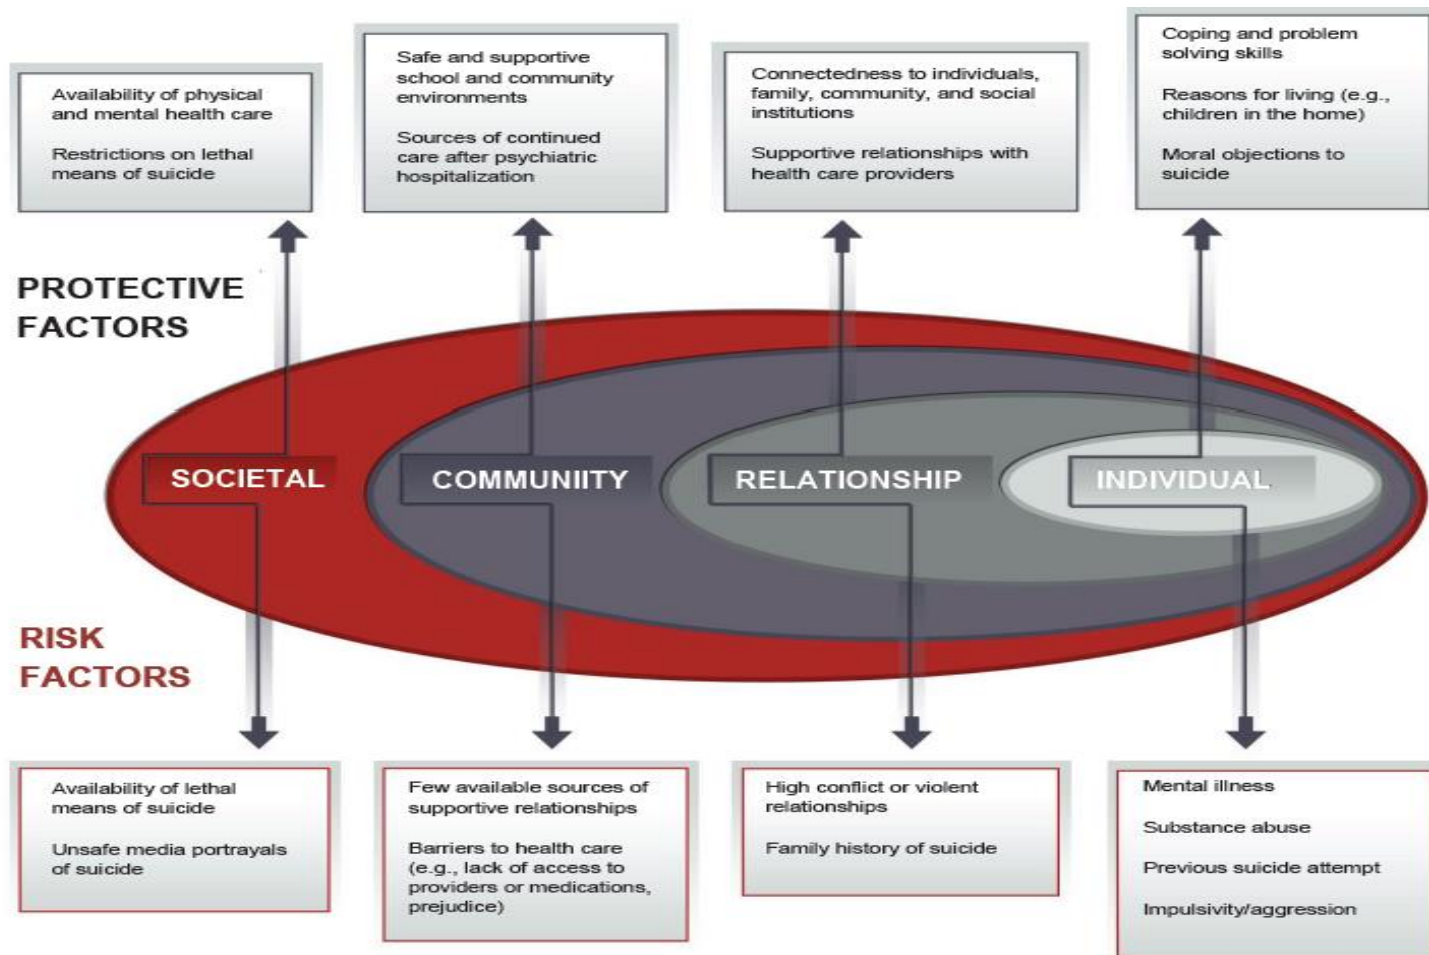 Availability of physical
and mental health care
Restrictions on lethal
means of suicide
Safe and supportive
school and community
environments
Sources of continued
care after psychiatric
hospitalization
Connectedness to individuals,
family, community, and social
institutions
Supportive relationships with
health care providers
Coping and problem
solving skills
Reasons for living (e.g.,
children in the home)
Moral objections to
suicide
PROTECTIVE
FACTORS
SOCIETAL
COMMUNIITY
RELATIONSHIP
INDIVIDUAL
RISK
FACTORS
Availability of lethal
means of suicide
Unsafe media portrayals
of suicide
Few available sources of
supportive relationships
Barriers to health care
(e.g., lack of access to
providers or medications,
prejudice)
High conflict or violent
relationships
Family history of suicide
Mental illness
Substance abuse
Previous suicide attempt
Impulsivity/aggression